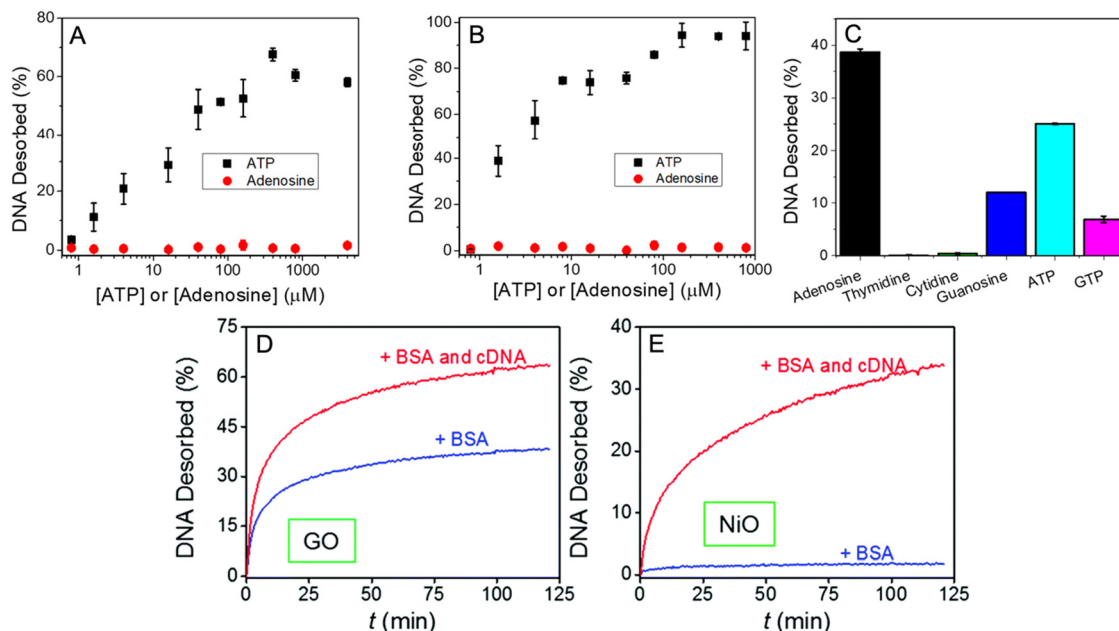 A
DNA Desorbed (%)
80
60
40
20
0
ATP
Adenosine
1
10
100
1000
[ATP] or [Adenosine] (μM)
B
DNA Desorbed (%)
100
80
60
40
20
0
ATP
Adenosine
1
10
100
1000
[ATP] or [Adenosine] (μM)
C
DNA Desorbed (%)
40
30
20
10
0
Adenosine
Thymidine
Cytidine
Guanosine
ATP
GTP
D
DNA Desorbed (%)
75
60
45
30
15
0
+ BSA and cDNA
+ BSA
GO
0
25
50
75
100
125
t (min)
E
DNA Desorbed (%)
40
30
20
10
0
+ BSA and cDNA
NiO
+ BSA
0
25
50
75
100
125
t (min)